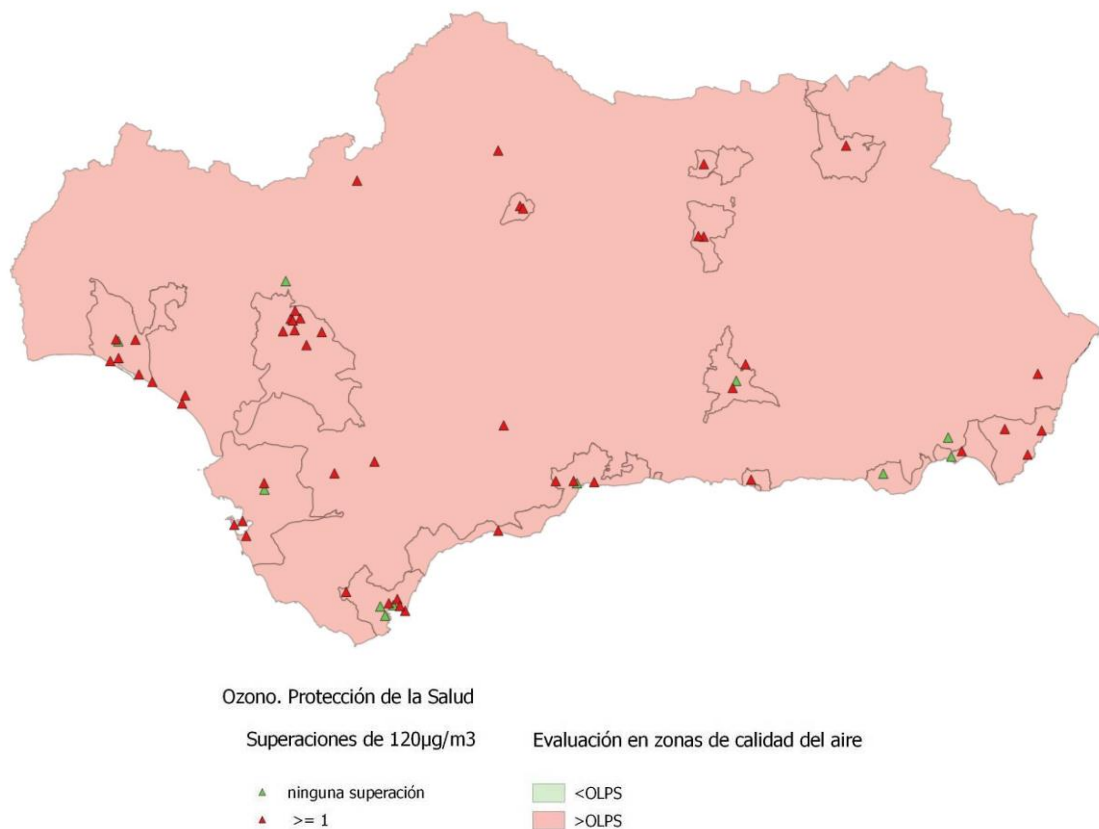 Ozono. Protección de la Salud
Superaciones de 120µg/m3
Evaluación en zonas de calidad del aire
ninguna superación
<OLPS
>= 1
>OLPS